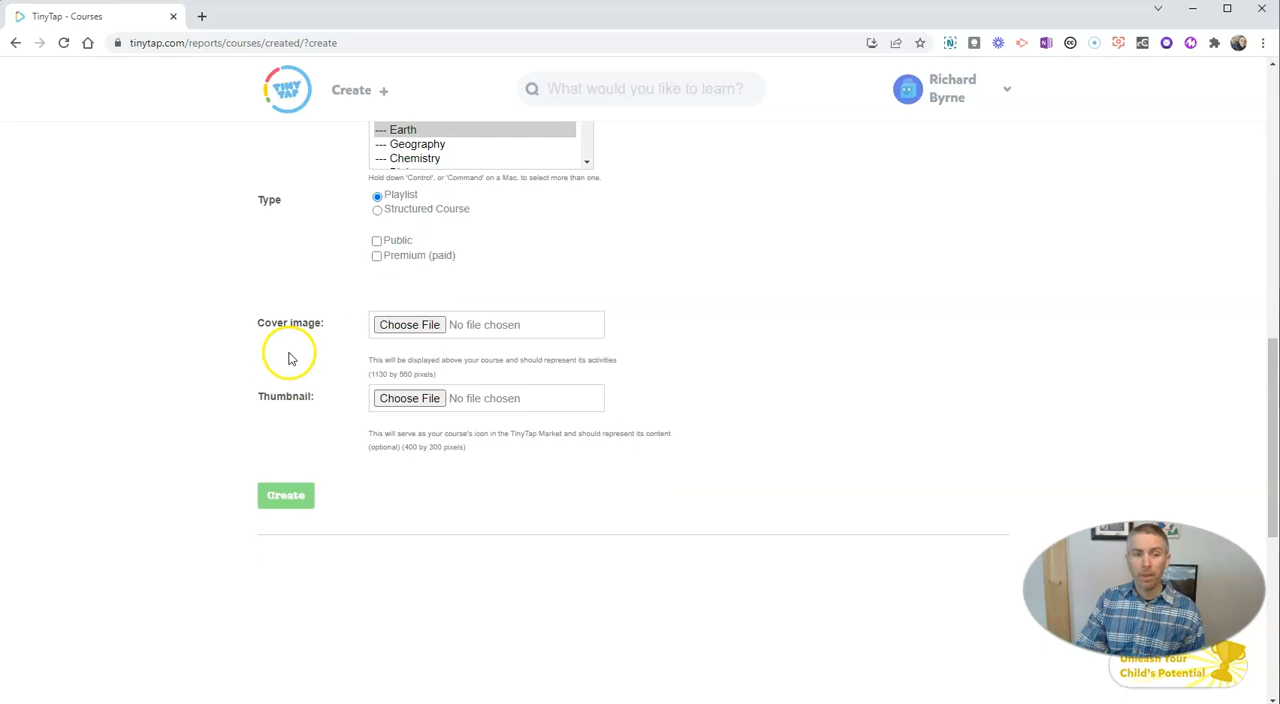 TinyTap - Courses
tinytap.com/reports/courses/created/?create
TINY TAP
Create +
What would you like to learn?
Richard Byrne
--- Earth
--- Geography
--- Chemistry
Hold down 'Control', or 'Command' on a Mac, to select more than one.
Type
Playlist
Structured Course
Public
Premium (paid)
Cover image:
Choose File No file chosen
This will be displayed above your course and should represent its activities
(1130 by 560 pixels)
Thumbnail:
Choose File No file chosen
This will serve as your course's icon in the TinyTap Market and should represent its content
(optional) (400 by 300 pixels)
Create
Unleash Your
Child's Potential